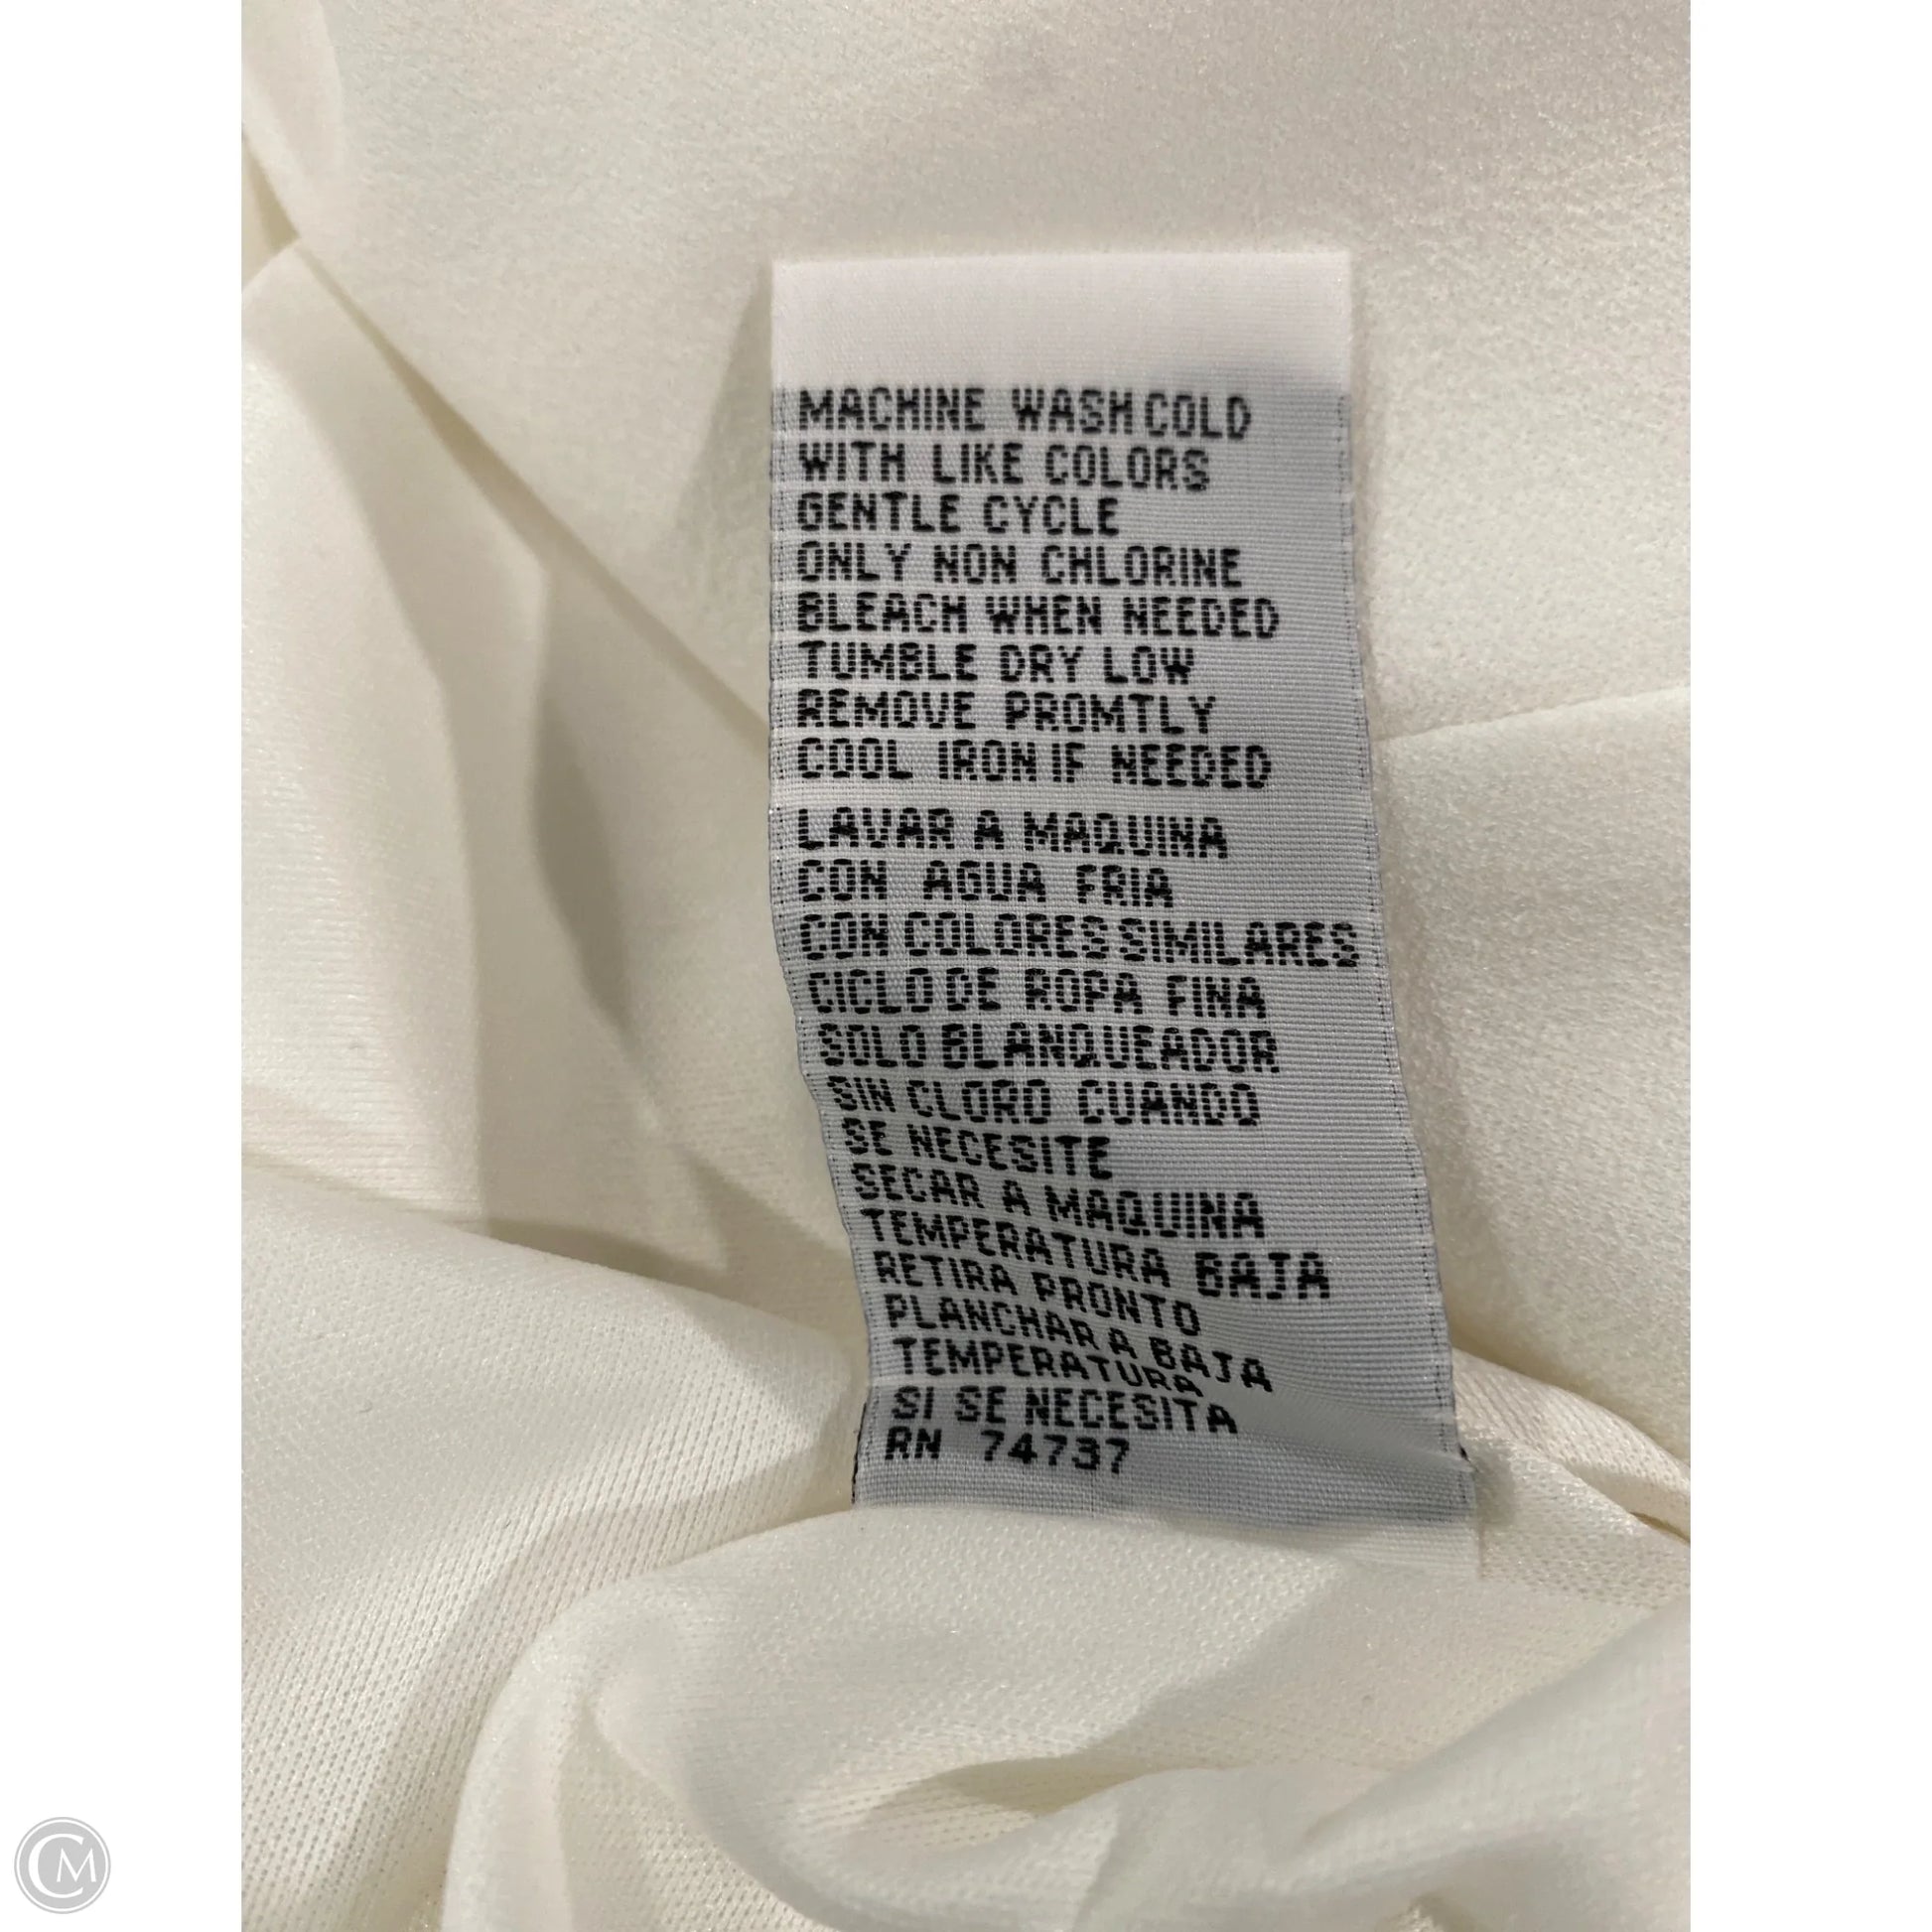 MACHINE WASH COLD
WITH LIKE COLORS
GENTLE CYCLE
ONLY NON CHLORINE
BLEACH WHEN NEEDED
TUMBLE DRY LOW
REMOVE PROMTLY
COOL IRON IF NEEDED
LAVAR A MAQUINA
CON AGUA FRIA
CON COLORES SIMILARES
CICLO DE ROPA FINA
SOLO BLANQUEADOR
SIN CLORO CUANDO
SE NECESITE
SECAR A MAQUINA
TEMPERATURA BAJA
RETIRA PRONTO
PLANCHAR A BAJA
TEMPERATURA
SI SE NECESITA
RN 74737
CM